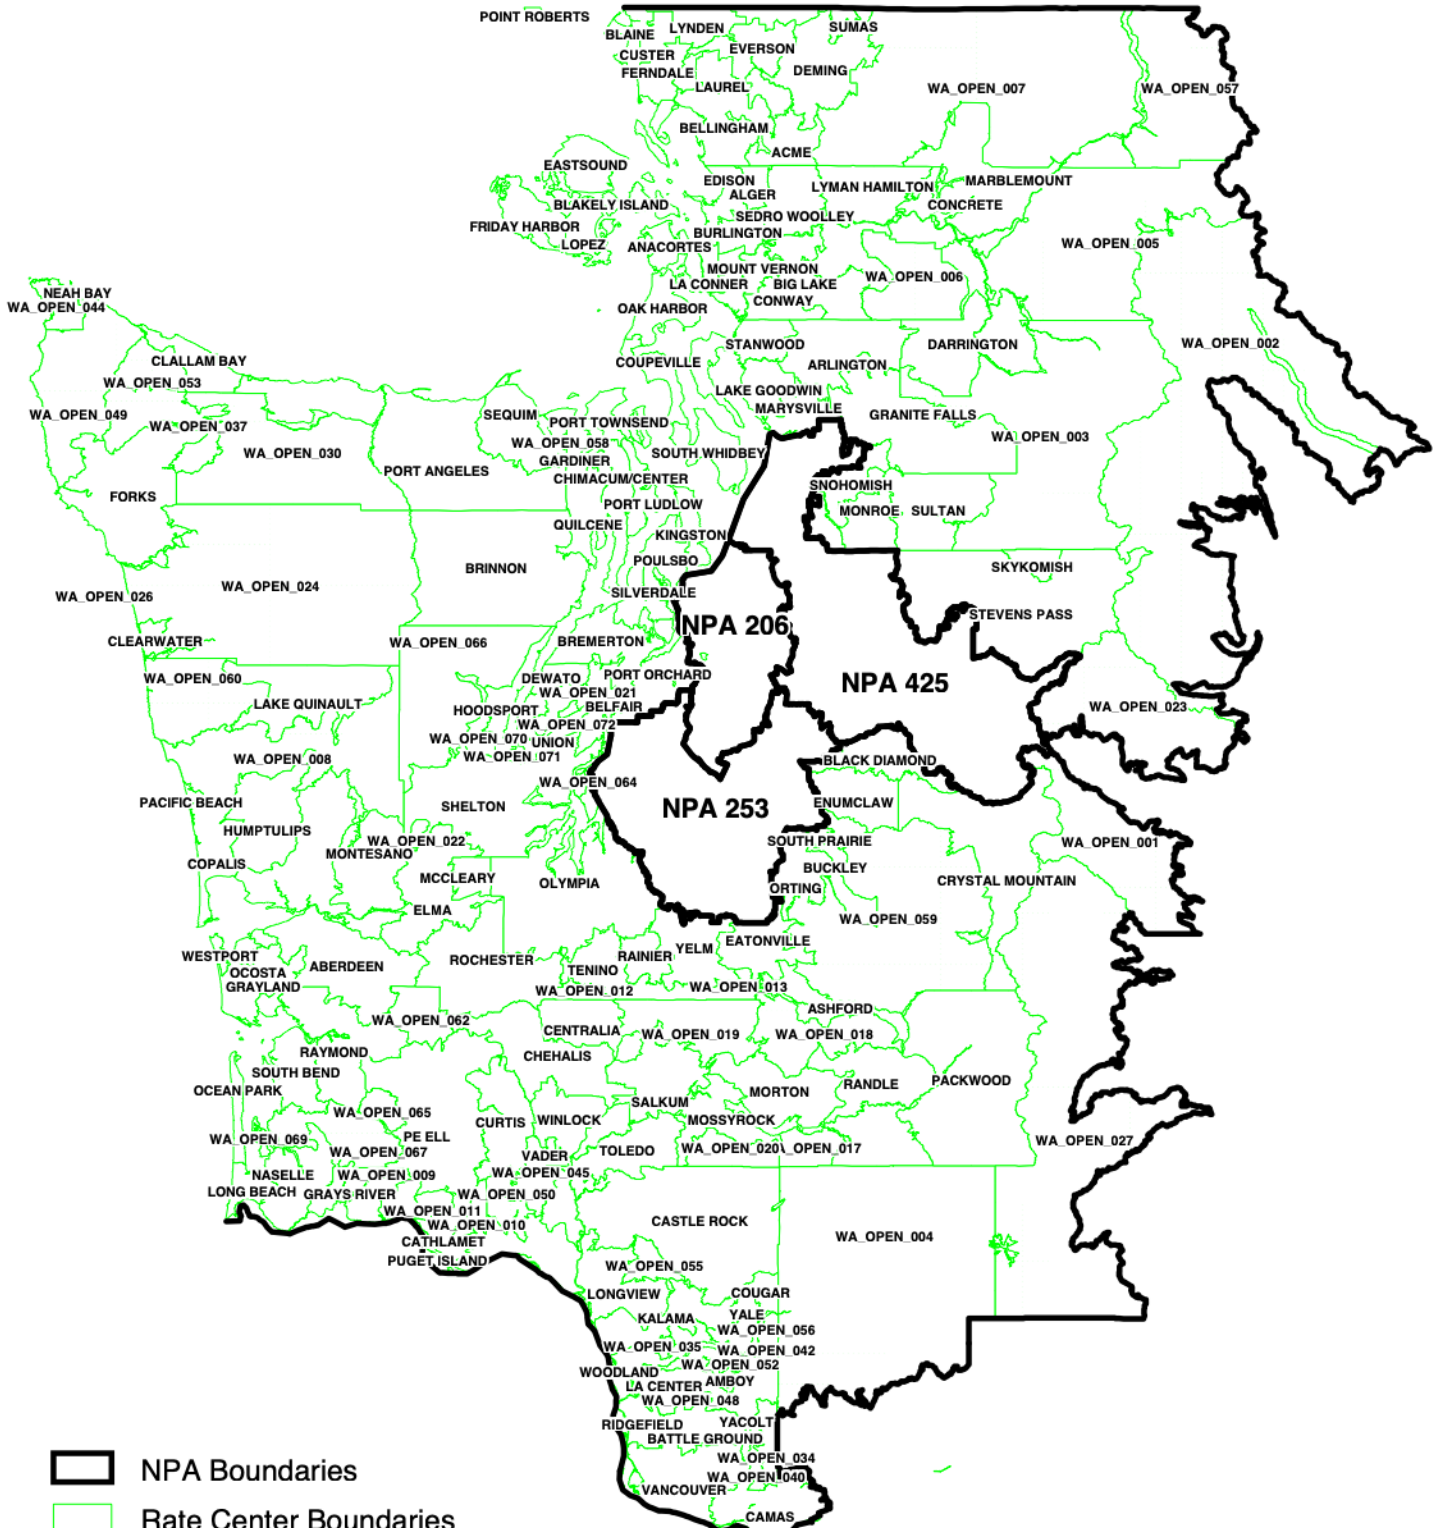 POINT ROBERTS
BLAINE
LYNDEN
SUMAS
CUSTER
EVERSON
FERNDALE
DEMING
LAUREL
WA_OPEN_007
WA_OPEN_057
BELLINGHAM
ACME
EASTSOUND
EDISON
ALGER
LYMAN HAMILTON
MARBLEMOUNT
BLAKELY ISLAND
CONCRETE
SEDRO WOOLLEY
FRIDAY HARBOR
BURLINGTON
LOPEZ
ANACORTES
WA_OPEN_005
MOUNT VERNON
WA_OPEN_006
LA CONNER
BIG LAKE
NEAH BAY
CONWAY
WA_OPEN_044
OAK HARBOR
STANWOOD
DARRINGTON
WA_OPEN_002
CLALLAM BAY
COUPEVILLE
ARLINGTON
WA_OPEN_053
LAKE GOODWIN
MARYSVILLE
WA_OPEN_049
SEQUIM
GRANITE FALLS
WA_OPEN_037
PORT TOWNSEND
WA_OPEN_003
WA_OPEN_058
WA_OPEN_030
SOUTH WHIDBEY
GARDINER
PORT ANGELES
CHIMACUM/CENTER
SNOHOMISH
FORKS
PORT LUDLOW
MONROE
SULTAN
QUILCENE
KINGSTON
BRINNON
POULSBO
SKYKOMISH
WA_OPEN_024
SILVERDALE
WA_OPEN_026
STEVENS PASS
NPA 206
CLEARWATER
WA_OPEN_066
BREMERTON
WA_OPEN_060
DEWATO
PORT ORCHARD
NPA 425
WA_OPEN_021
LAKE QUINAULT
HOODSPORT
BELFAIR
WA_OPEN_023
WA_OPEN_072
WA_OPEN_070
UNION
WA_OPEN_071
WA_OPEN_008
BLACK DIAMOND
WA_OPEN_064
PACIFIC BEACH
SHELTON
NPA 253
ENUMCLAW
HUMPTULIPS
WA_OPEN_022
SOUTH PRAIRIE
WA_OPEN_001
MONTESANO
COPALIS
BUCKLEY
MCCLEARY
OLYMPIA
ORTING
CRYSTAL MOUNTAIN
ELMA
WA_OPEN_059
EATONVILLE
WESTPORT
YELM
RAINIER
ROCHESTER
ABERDEEN
OCOSTA
TENINO
GRAYLAND
WA_OPEN_012
WA_OPEN_013
ASHFORD
WA_OPEN_062
CENTRALIA
WA_OPEN_019
WA_OPEN_018
RAYMOND
CHEHALIS
SOUTH BEND
OCEAN PARK
MORTON
RANDLE
PACKWOOD
SALKUM
WA_OPEN_065
CURTIS
WINLOCK
MOSSYROCK
PE ELL
WA_OPEN_069
WA_OPEN_027
WA_OPEN_067
VADER
TOLEDO
WA_OPEN_020
_OPEN_017
NASELLE
WA_OPEN_009
WA_OPEN_045
LONG BEACH
GRAYS RIVER
WA_OPEN_050
WA_OPEN_011
WA_OPEN_010
CASTLE ROCK
WA_OPEN_004
CATHLAMET
PUGET ISLAND
WA_OPEN_055
LONGVIEW
COUGAR
KALAMA
YALE
WA_OPEN_056
WA_OPEN_035
WA_OPEN_042
WA_OPEN_052
WOODLAND
LA CENTER
AMBOY
WA_OPEN_048
RIDGEFIELD
YACOLT
BATTLE GROUND
WA_OPEN_034
WA_OPEN_040
VANCOUVER
CAMAS
NPA Boundaries
Rate Center Boundaries